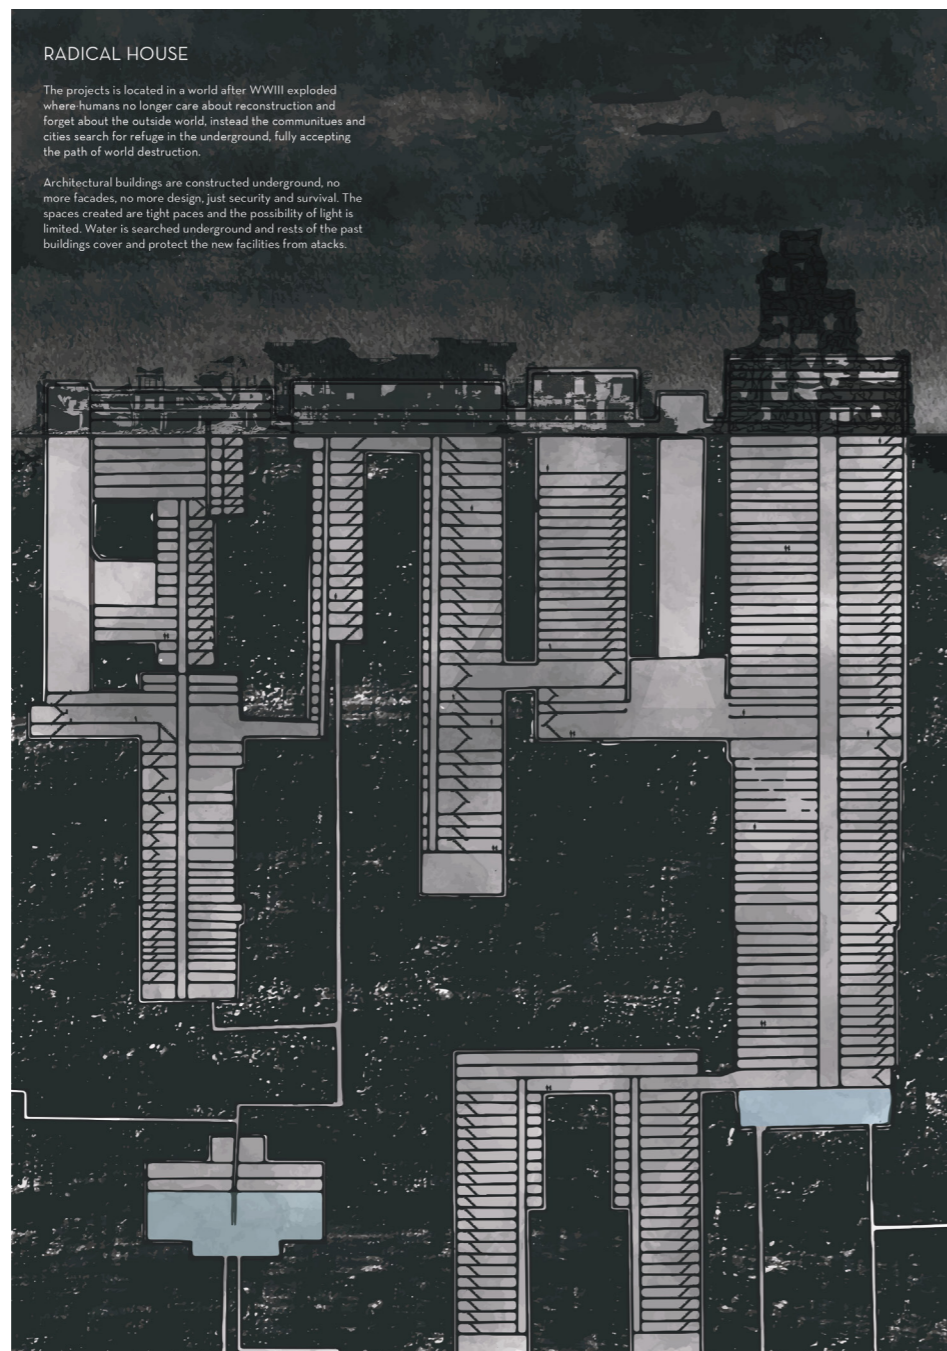 RADICAL HOUSE
The projects is located in a world after WWIII exploded
where humans no longer care about reconstruction and
forget about the outside world, instead the communitues and
cities search for refuge in the underground, fully accepting
the path of world destruction.
Architectural buildings are constructed underground, no
more facades, no more design, just security and survival. The
spaces created are tight paces and the possibility of light is
limited. Water is searched underground and rests of the past
buildings cover and protect the new facilities from atacks.